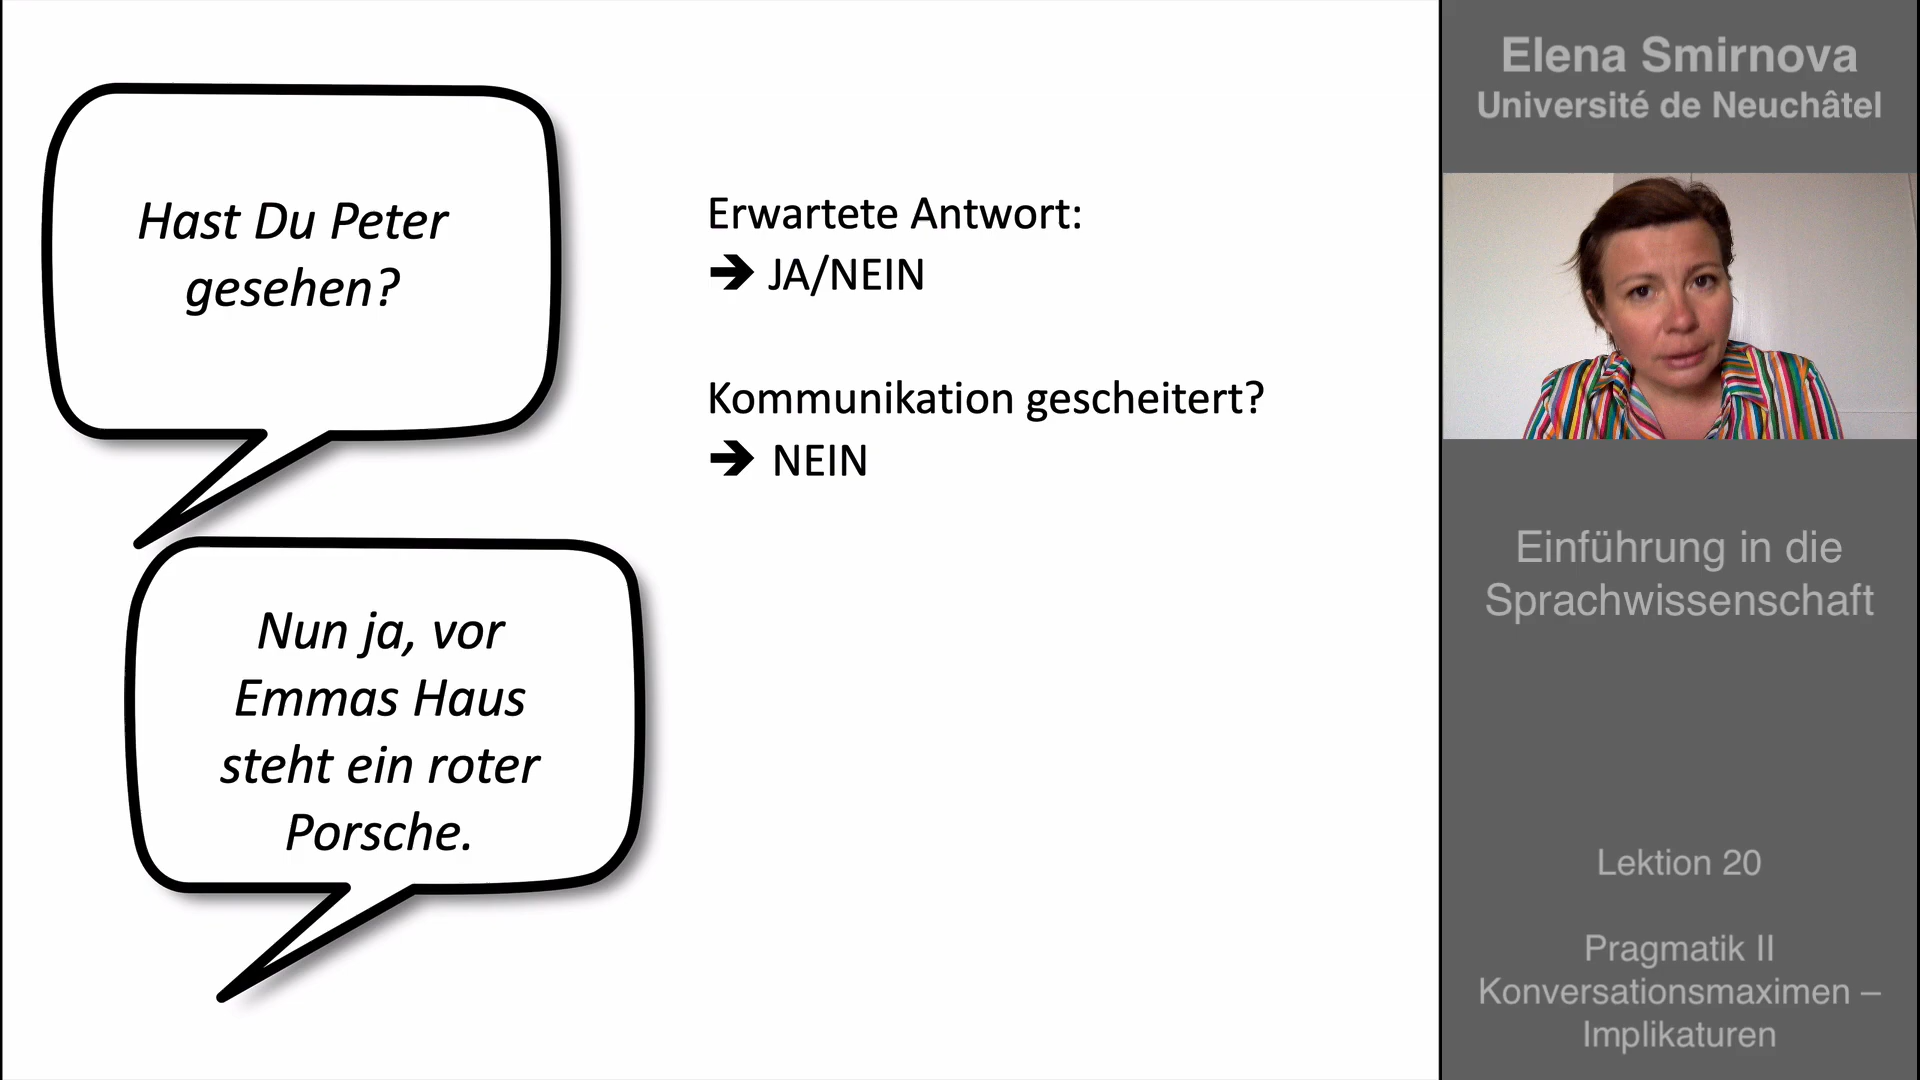 Hast Du Peter
gesehen?
Nun ja, vor
Emmas Haus
steht ein roter
Porsche.
Erwartete Antwort:
➔ JA/NEIN
Kommunikation gescheitert?
➔ NEIN
Elena Smirnova
Université de Neuchâtel
Einführung in die
Sprachwissenschaft
Lektion 20
Pragmatik II
Konversationsmaximen –
Implikaturen